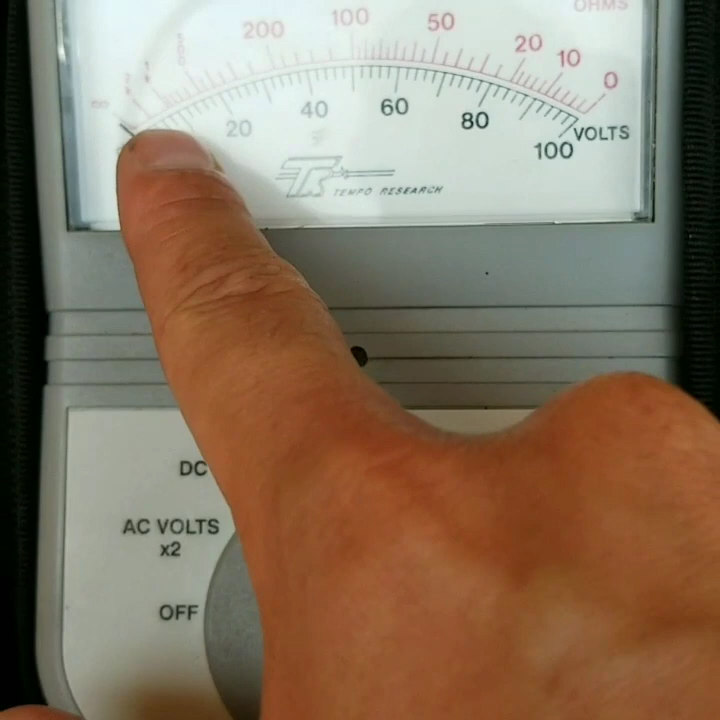 OHMS
∞ 500 200 100 50 20 10 0
20 40 60 80 100 VOLTS
TEMPO RESEARCH
DC
AC VOLTS
x2
OFF